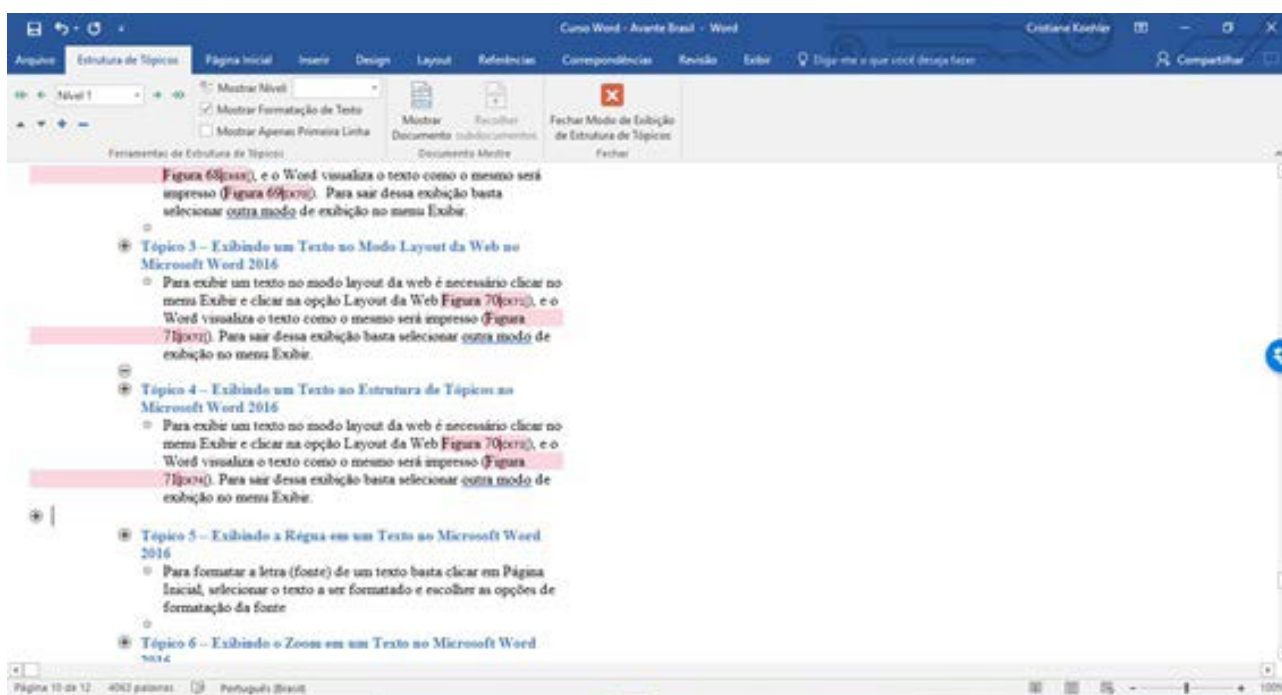 Curso Word - Avante Brasil - Word
Cristiane Koehler
Arquivo Estrutura de Tópicos Página Inicial Inserir Design Layout Referências Correspondências Revisão Exibir Diga-me o que você deseja fazer Compartilhar
Nível 1
Mostrar Nível:
Mostrar Formatação de Texto
Mostrar Apenas Primeira Linha
Mostrar Documento
Recolher subdocumentos
Fechar Modo de Exibição de Estrutura de Tópicos
Ferramentas de Estrutura de Tópicos Documento Mestre Fechar
Figura 68), e o Word visualiza o texto como o mesmo será
impresso (Figura 69). Para sair dessa exibição basta
selecionar outra modo de exibição no menu Exibir.
Tópico 3 – Exibindo um Texto no Modo Layout da Web no
Microsoft Word 2016
Para exibir um texto no modo layout da web é necessário clicar no
menu Exibir e clicar na opção Layout da Web Figura 70), e o
Word visualiza o texto como o mesmo será impresso (Figura
71). Para sair dessa exibição basta selecionar outra modo de
exibição no menu Exibir.
Tópico 4 – Exibindo um Texto no Estrutura de Tópicos no
Microsoft Word 2016
Para exibir um texto no modo layout da web é necessário clicar no
menu Exibir e clicar na opção Layout da Web Figura 70), e o
Word visualiza o texto como o mesmo será impresso (Figura
71). Para sair dessa exibição basta selecionar outra modo de
exibição no menu Exibir.
Tópico 5 – Exibindo a Régua em um Texto no Microsoft Word
2016
Para formatar a letra (fonte) de um texto basta clicar em Página
Inicial, selecionar o texto a ser formatado e escolher as opções de
formatação da fonte
Tópico 6 – Exibindo o Zoom em um Texto no Microsoft Word
2016
Página 10 de 12 4063 palavras Português (Brasil) 100%